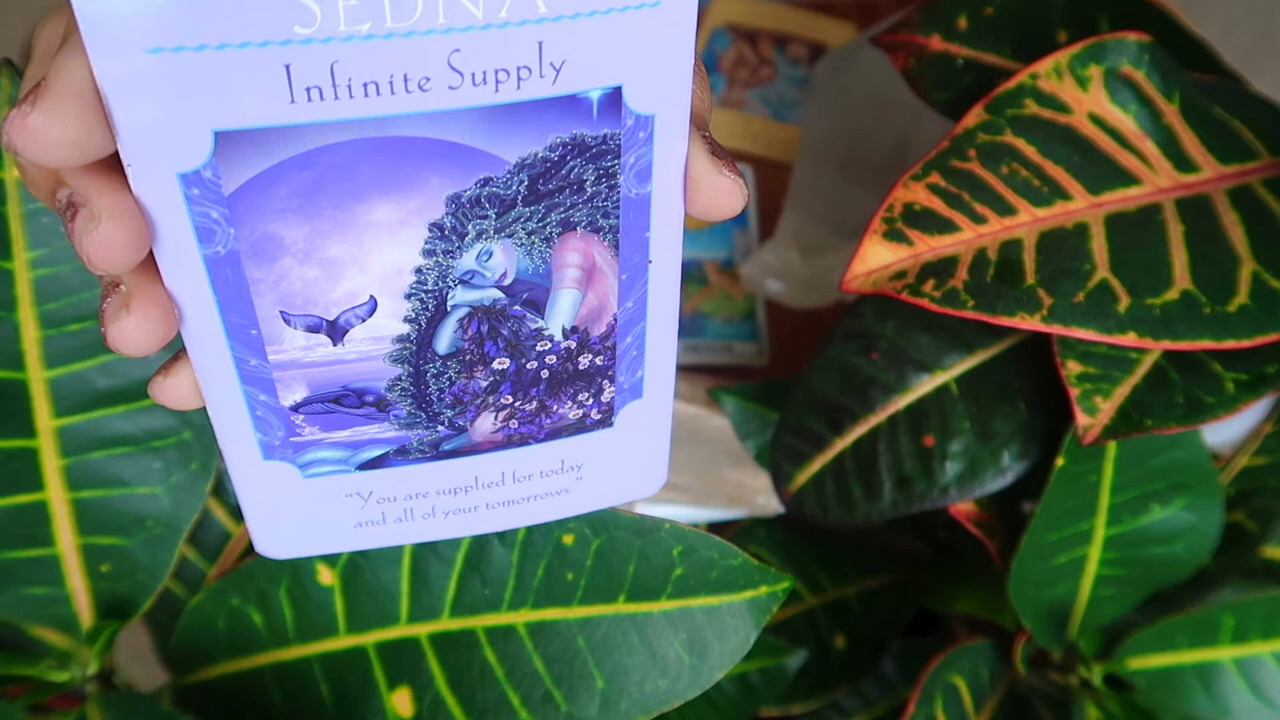 SEDNA
Infinite Supply
“You are supplied for today
and all of your tomorrows.”